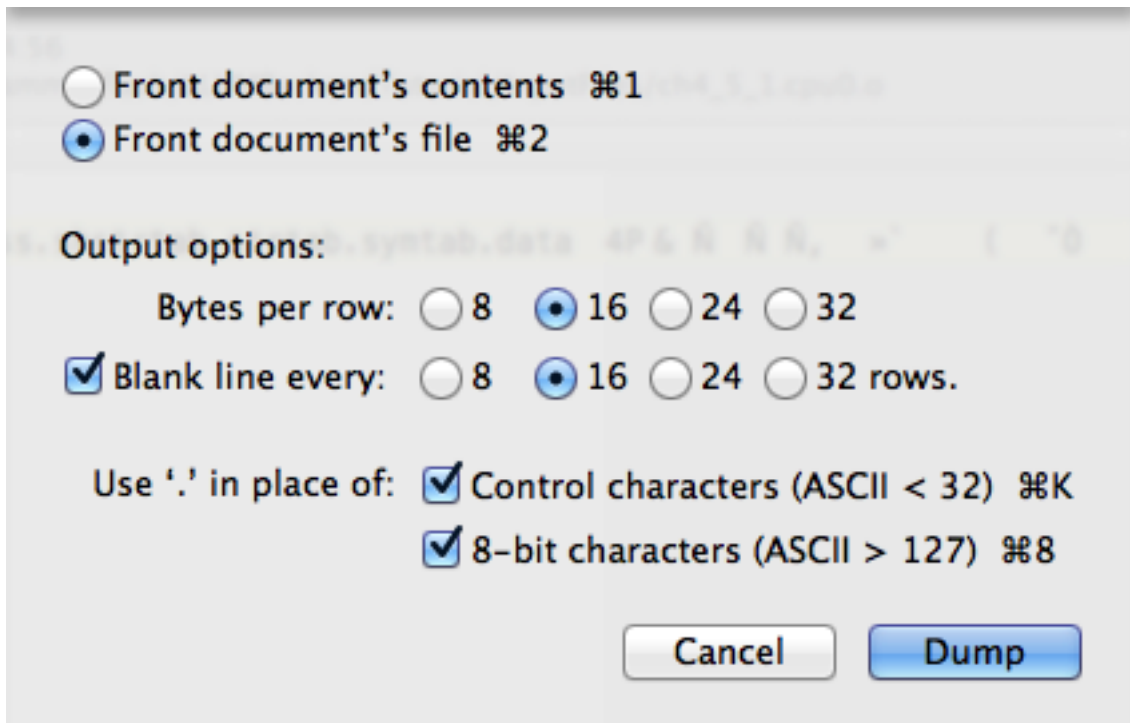 Front document's contents ⌘1
Front document's file ⌘2
Output options:
Bytes per row: 8 16 24 32
Blank line every: 8 16 24 32 rows.
Use ‘.’ in place of: Control characters (ASCII < 32) ⌘K
8-bit characters (ASCII > 127) ⌘8
Cancel Dump